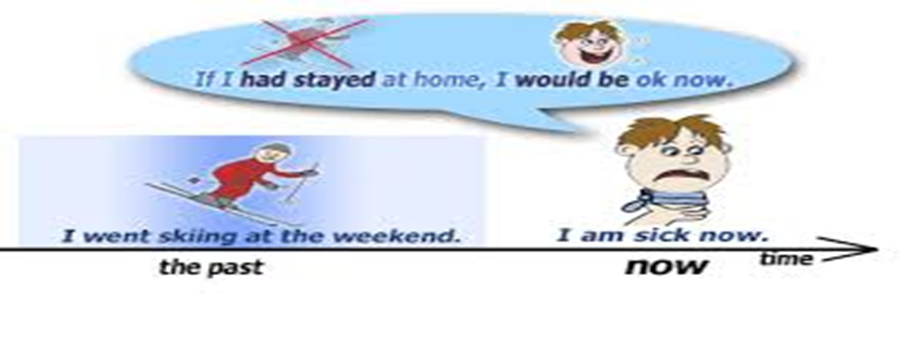 If I had stayed at home, I would be ok now.
I went skiing at the weekend.
I am sick now.
the past
now
time